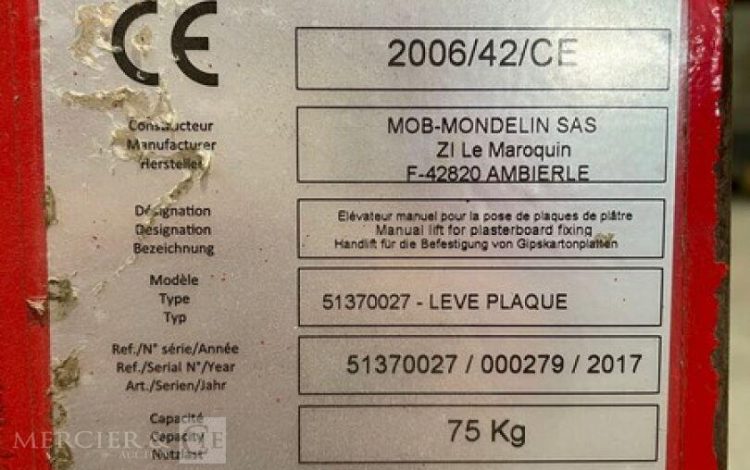 CE 2006/42/CE
Constructeur
Manufacturer
Hersteller
MOB-MONDELIN SAS
ZI Le Maroquin
F-42820 AMBIERLE
Désignation
Designation
Bezeichnung
Elévateur manuel pour la pose de plaques de plâtre
Manual lift for plasterboard fixing
Handlift für die Befestigung von Gipskartonplatten
Modèle
Type
Typ
51370027 - LEVE PLAQUE
Ref./N° série/Année
Ref./Serial N°/Year
Art./Serien/Jahr
51370027 / 000279 / 2017
Capacité
Capacity
Nutzlast
75 Kg
MERCIER & CIE